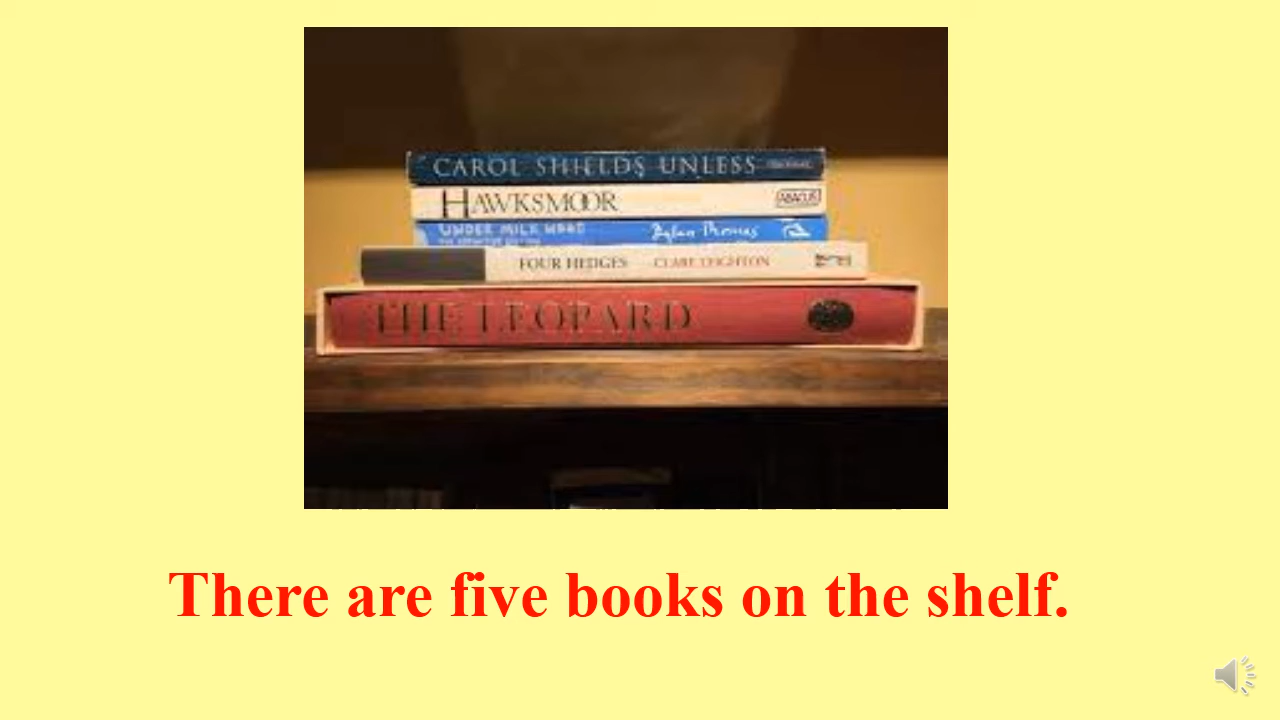 CAROL SHIELDS UNLESS
HAWKSMOOR ABACUS
UNDER MILK WOOD Dylan Thomas
FOUR HEDGES CLARE LEIGHTON
THE LEOPARD
There are five books on the shelf.